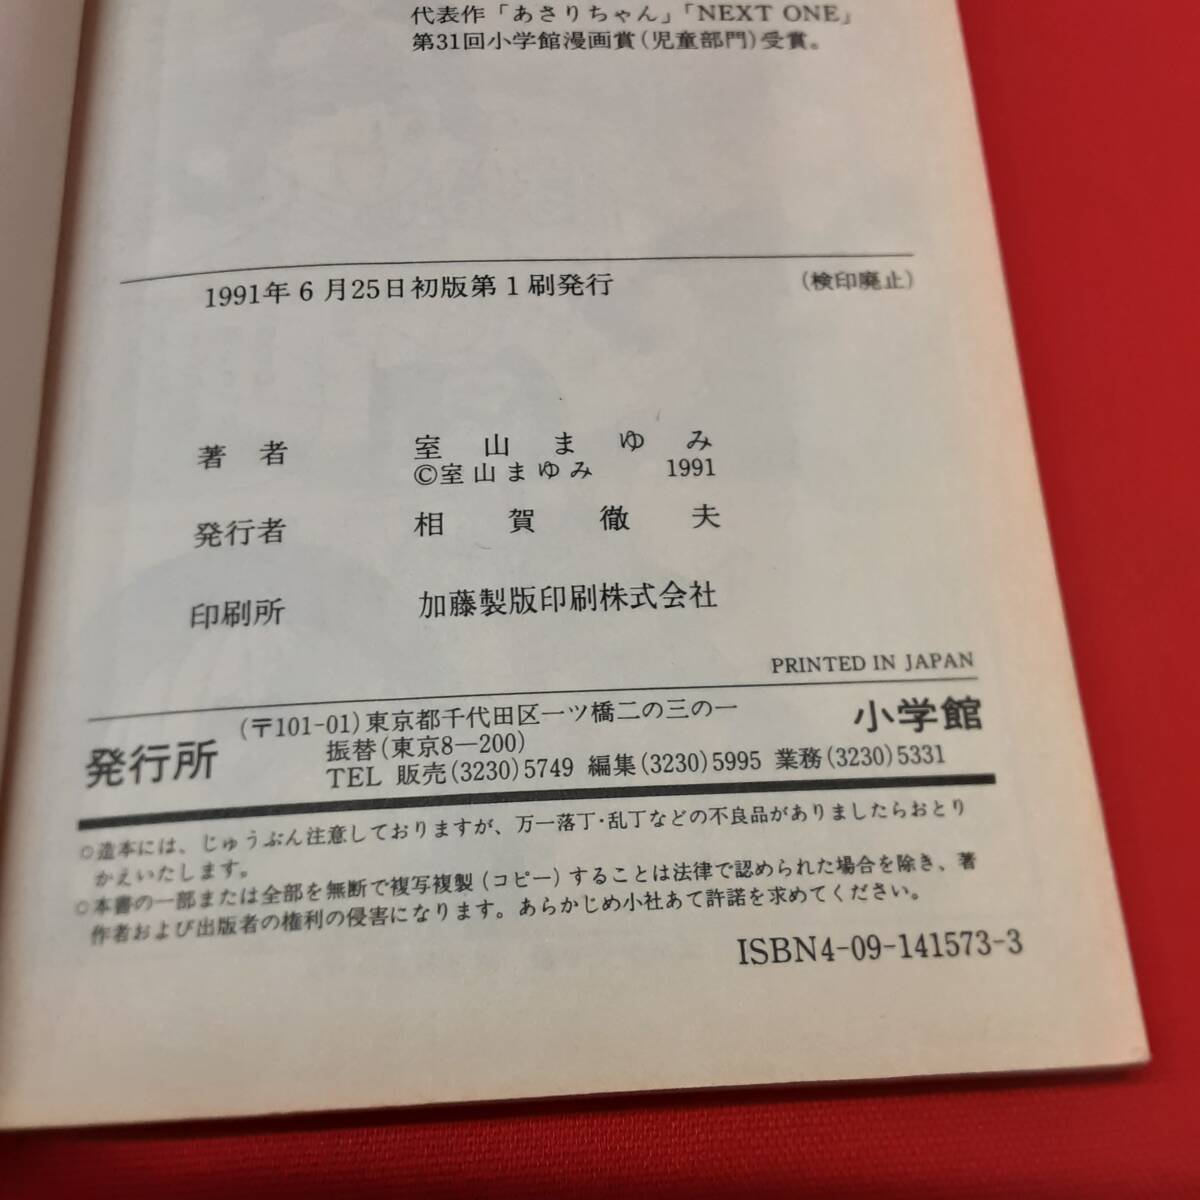 代表作「あさりちゃん」「NEXT ONE」
第31回小学館漫画賞(児童部門)受賞。
1991年6月25日初版第1刷発行 (検印廃止)
著者 室山まゆみ
©室山まゆみ 1991
発行者 相賀徹夫
印刷所 加藤製版印刷株式会社
PRINTED IN JAPAN
発行所 (〒101-01)東京都千代田区一ツ橋二の三の一 小学館
振替(東京8—200)
TEL 販売(3230)5749 編集(3230)5995 業務(3230)5331
○造本には、じゅうぶん注意しておりますが、万一落丁・乱丁などの不良品がありましたらおとり
かえいたします。
○本書の一部または全部を無断で複写複製(コピー)することは法律で認められた場合を除き、著
作者および出版者の権利の侵害になります。あらかじめ小社あて許諾を求めてください。
ISBN4-09-141573-3